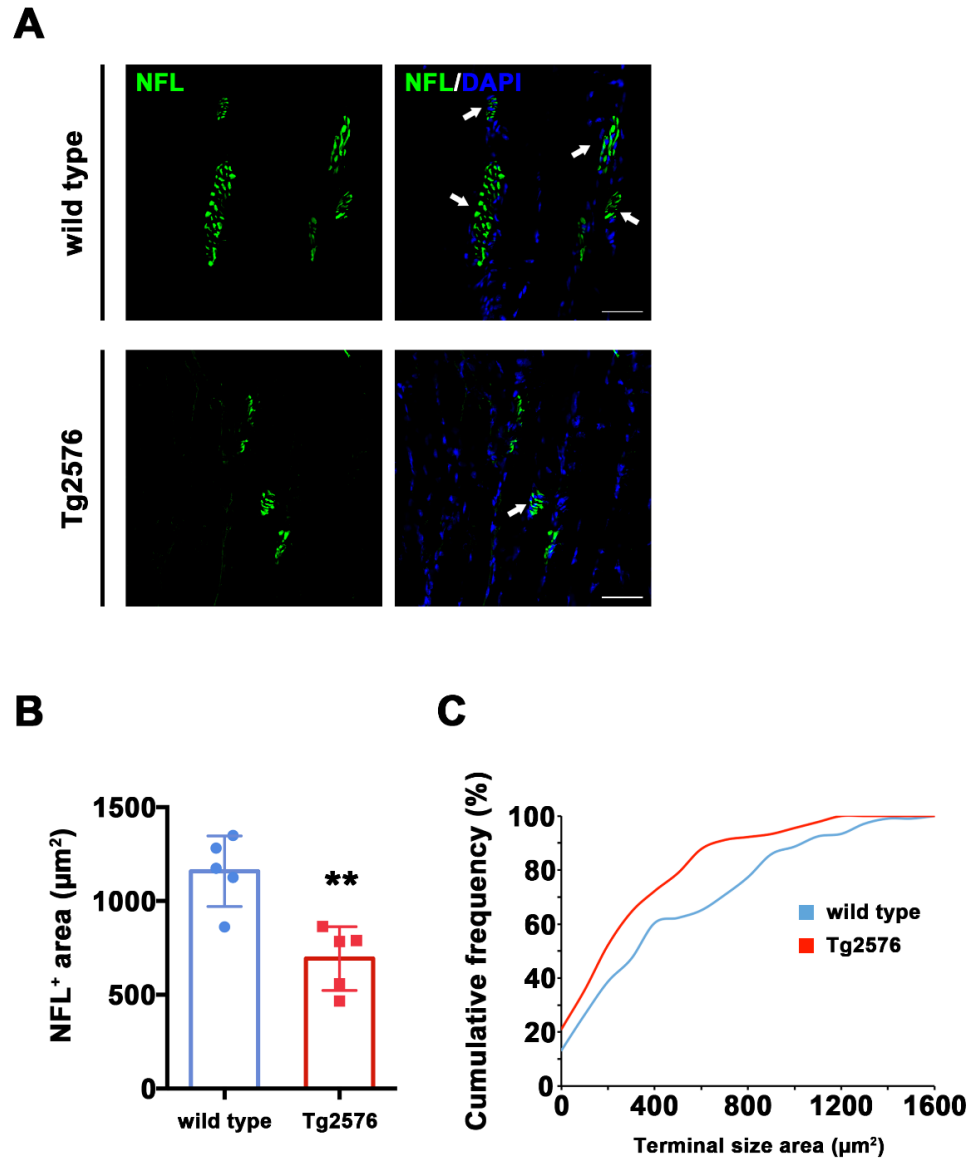 A
NFL
NFL/DAPI
wild type
Tg2576
B
C
NFL⁺ area (µm²)
1500
1000
500
0
**
wild type
Tg2576
Cumulative frequency (%)
100
80
60
40
20
0
wild type
Tg2576
0 400 800 1200 1600
Terminal size area (µm²)